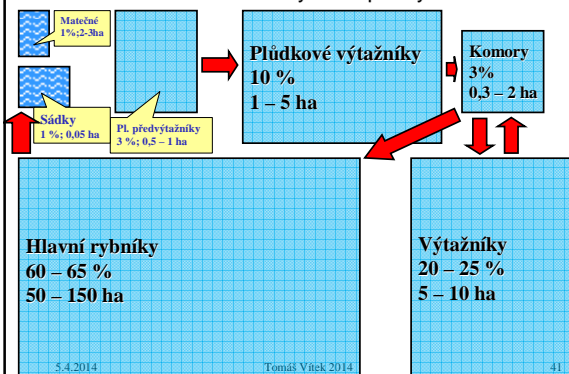 Matečné
1%;2-3ha
Sádky
1 %; 0,05 ha
Pl. předvýtažníky
3 %; 0,5 – 1 ha
Plůdkové výtažníky
10 %
1 – 5 ha
Komory
3%
0,3 – 2 ha
Hlavní rybníky
60 – 65 %
50 – 150 ha
Výtažníky
20 – 25 %
5 – 10 ha
5.4.2014
Tomáš Vítek 2014
41